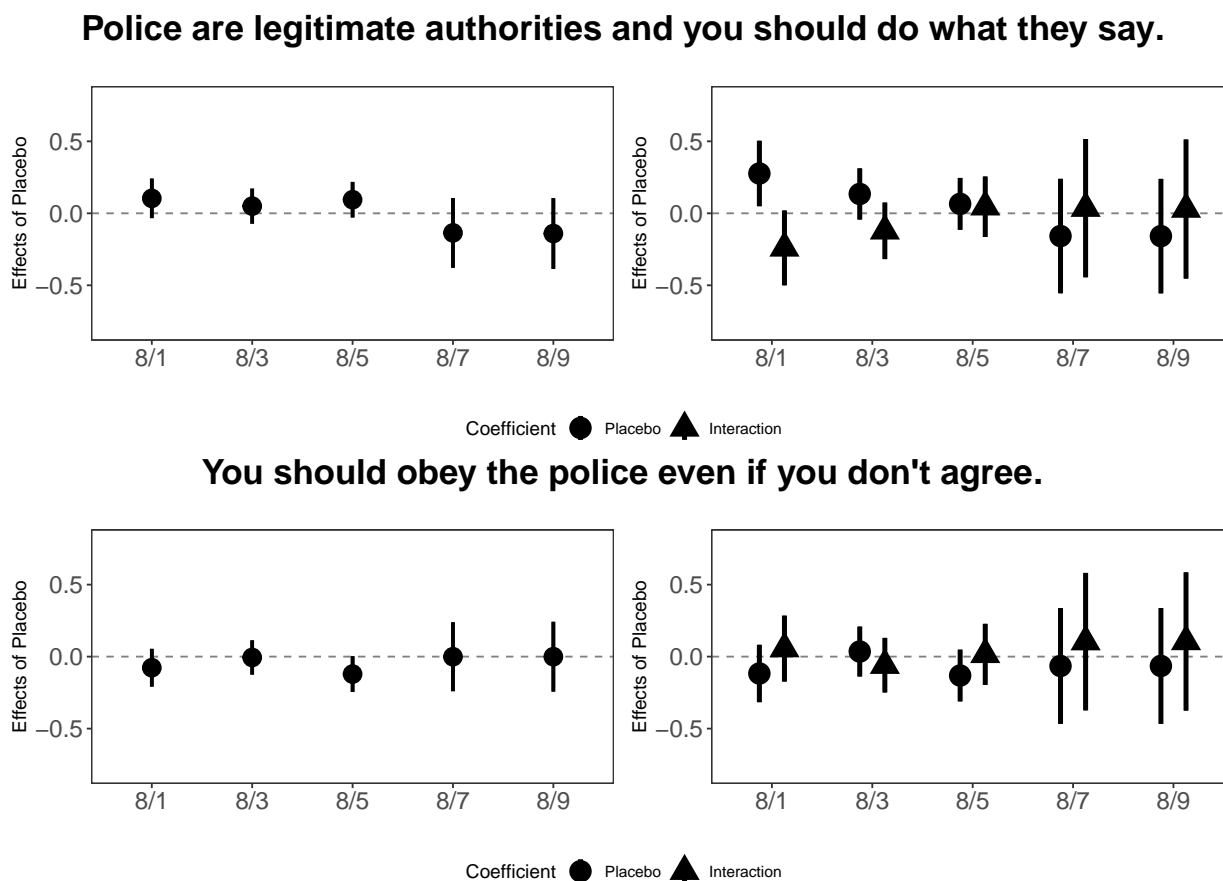 Police are legitimate authorities and you should do what they say.
Effects of Placebo
0.5
0.0
−0.5
8/1 8/3 8/5 8/7 8/9
Effects of Placebo
0.5
0.0
−0.5
8/1 8/3 8/5 8/7 8/9
Coefficient Placebo Interaction
You should obey the police even if you don't agree.
Effects of Placebo
0.5
0.0
−0.5
8/1 8/3 8/5 8/7 8/9
Effects of Placebo
0.5
0.0
−0.5
8/1 8/3 8/5 8/7 8/9
Coefficient Placebo Interaction